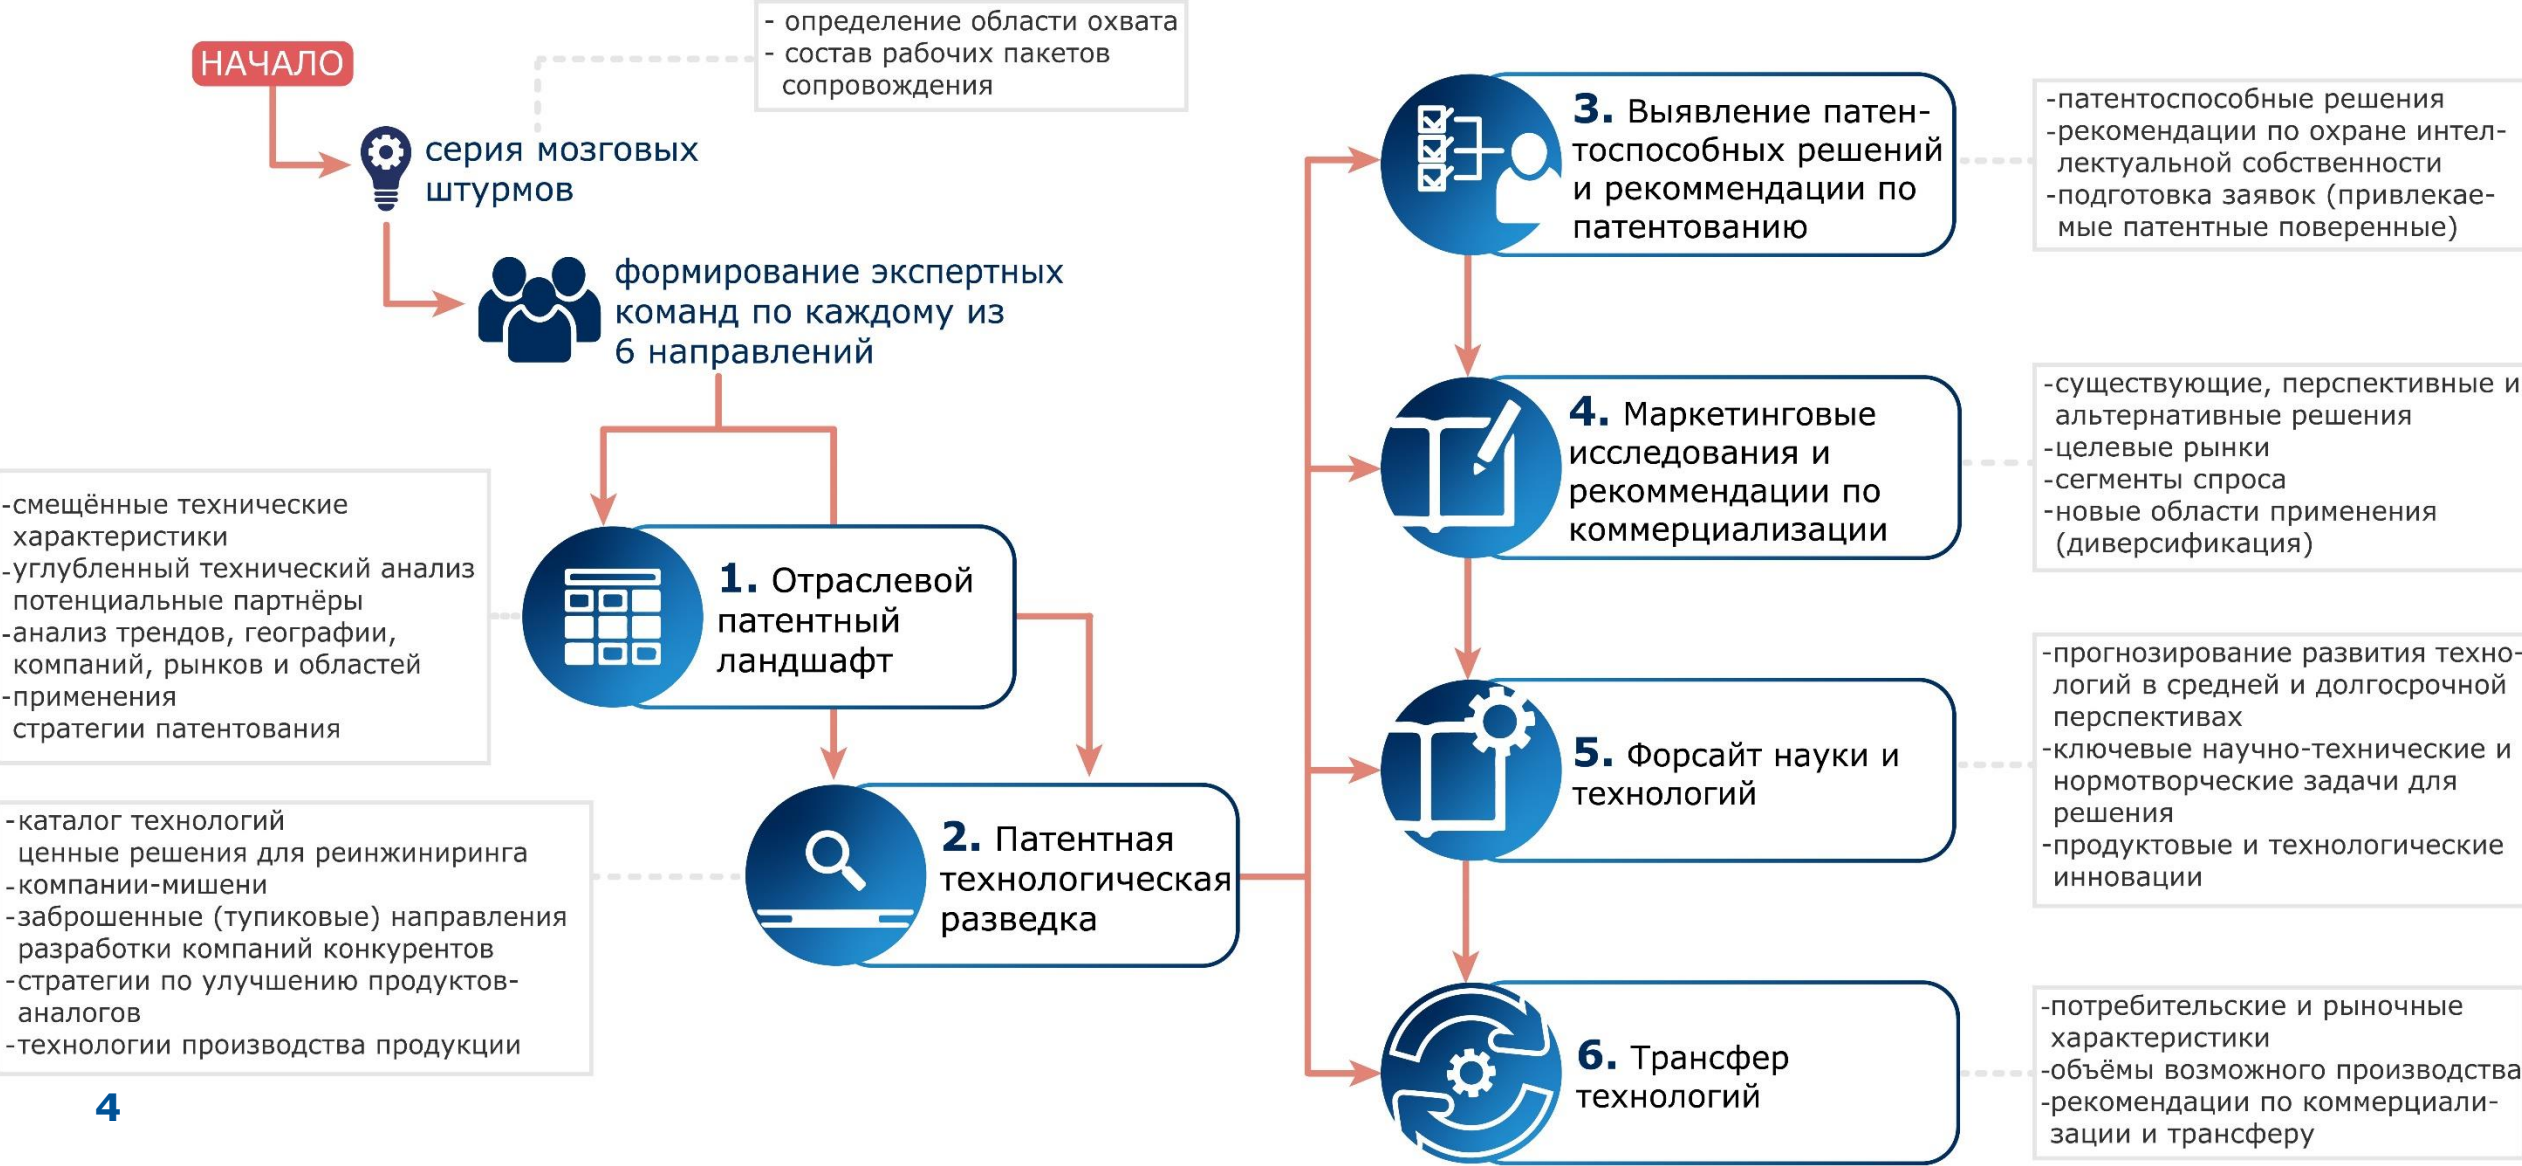 НАЧАЛО
- определение области охвата
- состав рабочих пакетов
сопровождения
серия мозговых
штурмов
формирование экспертных
команд по каждому из
6 направлений
-смещённые технические
характеристики
-углубленный технический анализ
потенциальные партнёры
-анализ трендов, географии,
компаний, рынков и областей
-применения
стратегии патентования
1. Отраслевой
патентный
ландшафт
-каталог технологий
ценные решения для реинжиниринга
-компании-мишени
-заброшенные (тупиковые) направления
разработки компаний конкурентов
-стратегии по улучшению продуктов-
аналогов
-технологии производства продукции
2. Патентная
технологическая
разведка
3. Выявление патен-
тоспособных решений
и рекоммендации по
патентованию
-патентоспособные решения
-рекомендации по охране интел-
лектуальной собственности
-подготовка заявок (привлекае-
мые патентные поверенные)
4. Маркетинговые
исследования и
рекоммендации по
коммерциализации
-существующие, перспективные и
альтернативные решения
-целевые рынки
-сегменты спроса
-новые области применения
(диверсификация)
5. Форсайт науки и
технологий
-прогнозирование развития техно-
логий в средней и долгосрочной
перспективах
-ключевые научно-технические и
нормотворческие задачи для
решения
-продуктовые и технологические
инновации
6. Трансфер
технологий
-потребительские и рыночные
характеристики
-объёмы возможного производства
-рекомендации по коммерциали-
зации и трансферу
4